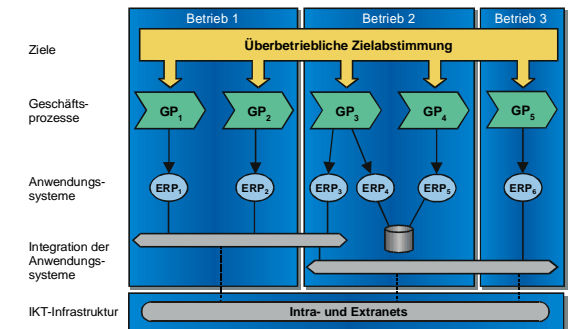 Betrieb 1 Betrieb 2 Betrieb 3
Ziele
Überbetriebliche Zielabstimmung
Geschäfts-
prozesse
GP1 GP2 GP3 GP4 GP5
Anwendungs-
systeme
ERP1 ERP2 ERP3 ERP4 ERP5 ERP6
Integration der
Anwendungs-
systeme
IKT-Infrastruktur
Intra- und Extranets